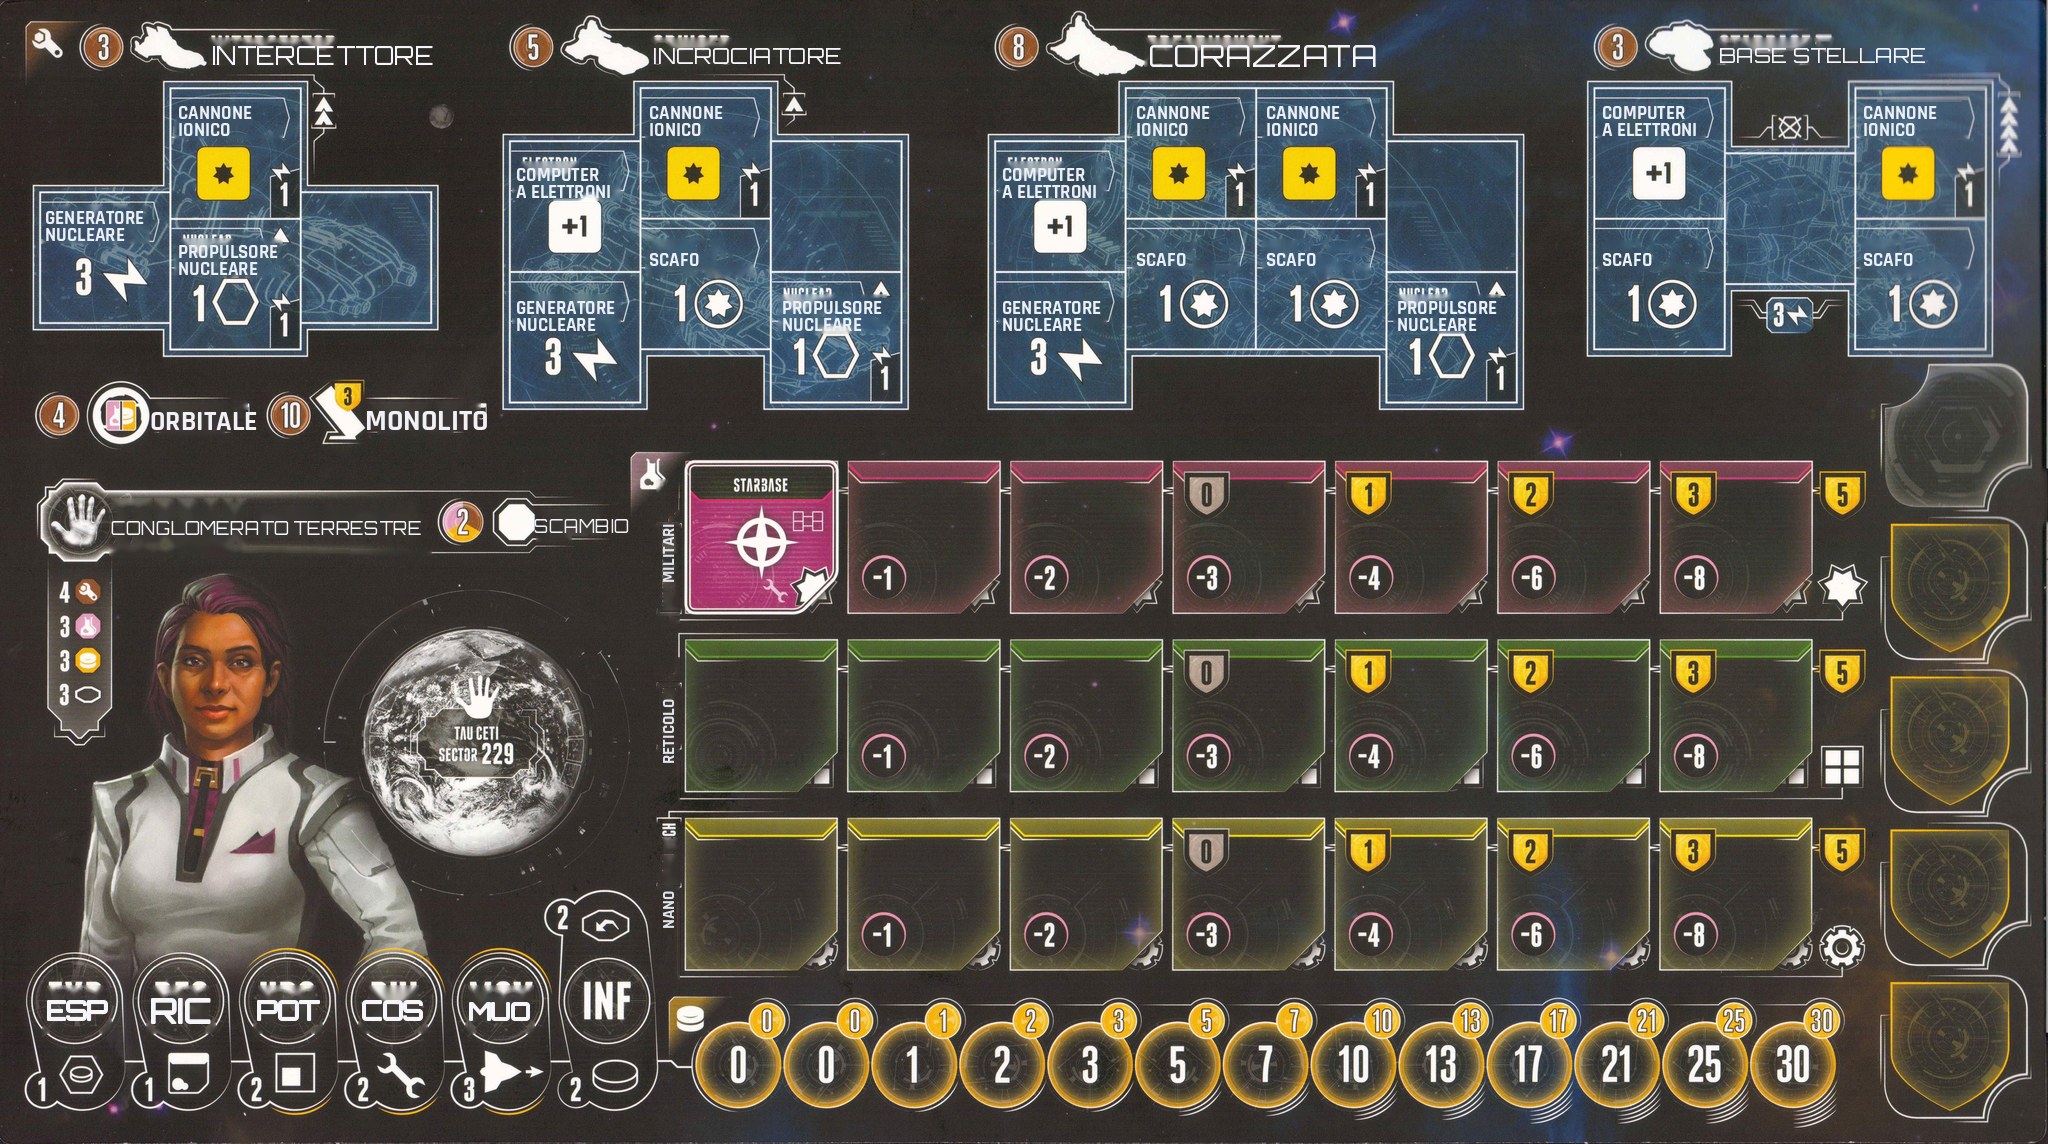 3 INTERCETTORE
5 INCROCIATORE
8 CORAZZATA
3 BASE STELLARE
CANNONE
IONICO
1
GENERATORE
NUCLEARE
3
PROPULSORE
NUCLEARE
1
1
CANNONE
IONICO
1
COMPUTER
A ELETTRONI
+1
SCAFO
1
GENERATORE
NUCLEARE
3
PROPULSORE
NUCLEARE
1
1
CANNONE
IONICO
1
CANNONE
IONICO
1
COMPUTER
A ELETTRONI
+1
SCAFO
1
SCAFO
1
GENERATORE
NUCLEARE
3
PROPULSORE
NUCLEARE
1
1
COMPUTER
A ELETTRONI
+1
CANNONE
IONICO
1
SCAFO
1
SCAFO
1
3
4 ORBITALE 10 3 MONOLITO
CONGLOMERATO TERRESTRE 2 SCAMBIO
4
3
3
3
TAU CETI
SECTOR 229
MILITARI
STARBASE
0 1 2 3 5
-1 -2 -3 -4 -6 -8
RETICOLO
0 1 2 3 5
-1 -2 -3 -4 -6 -8
NANO
0 1 2 3 5
-1 -2 -3 -4 -6 -8
2
ESP RIC POT COS MUO INF
1 1 2 2 3 2
0 0 1 2 3 5 7 10 13 17 21 25 30
0 0 1 2 3 5 7 10 13 17 21 25 30